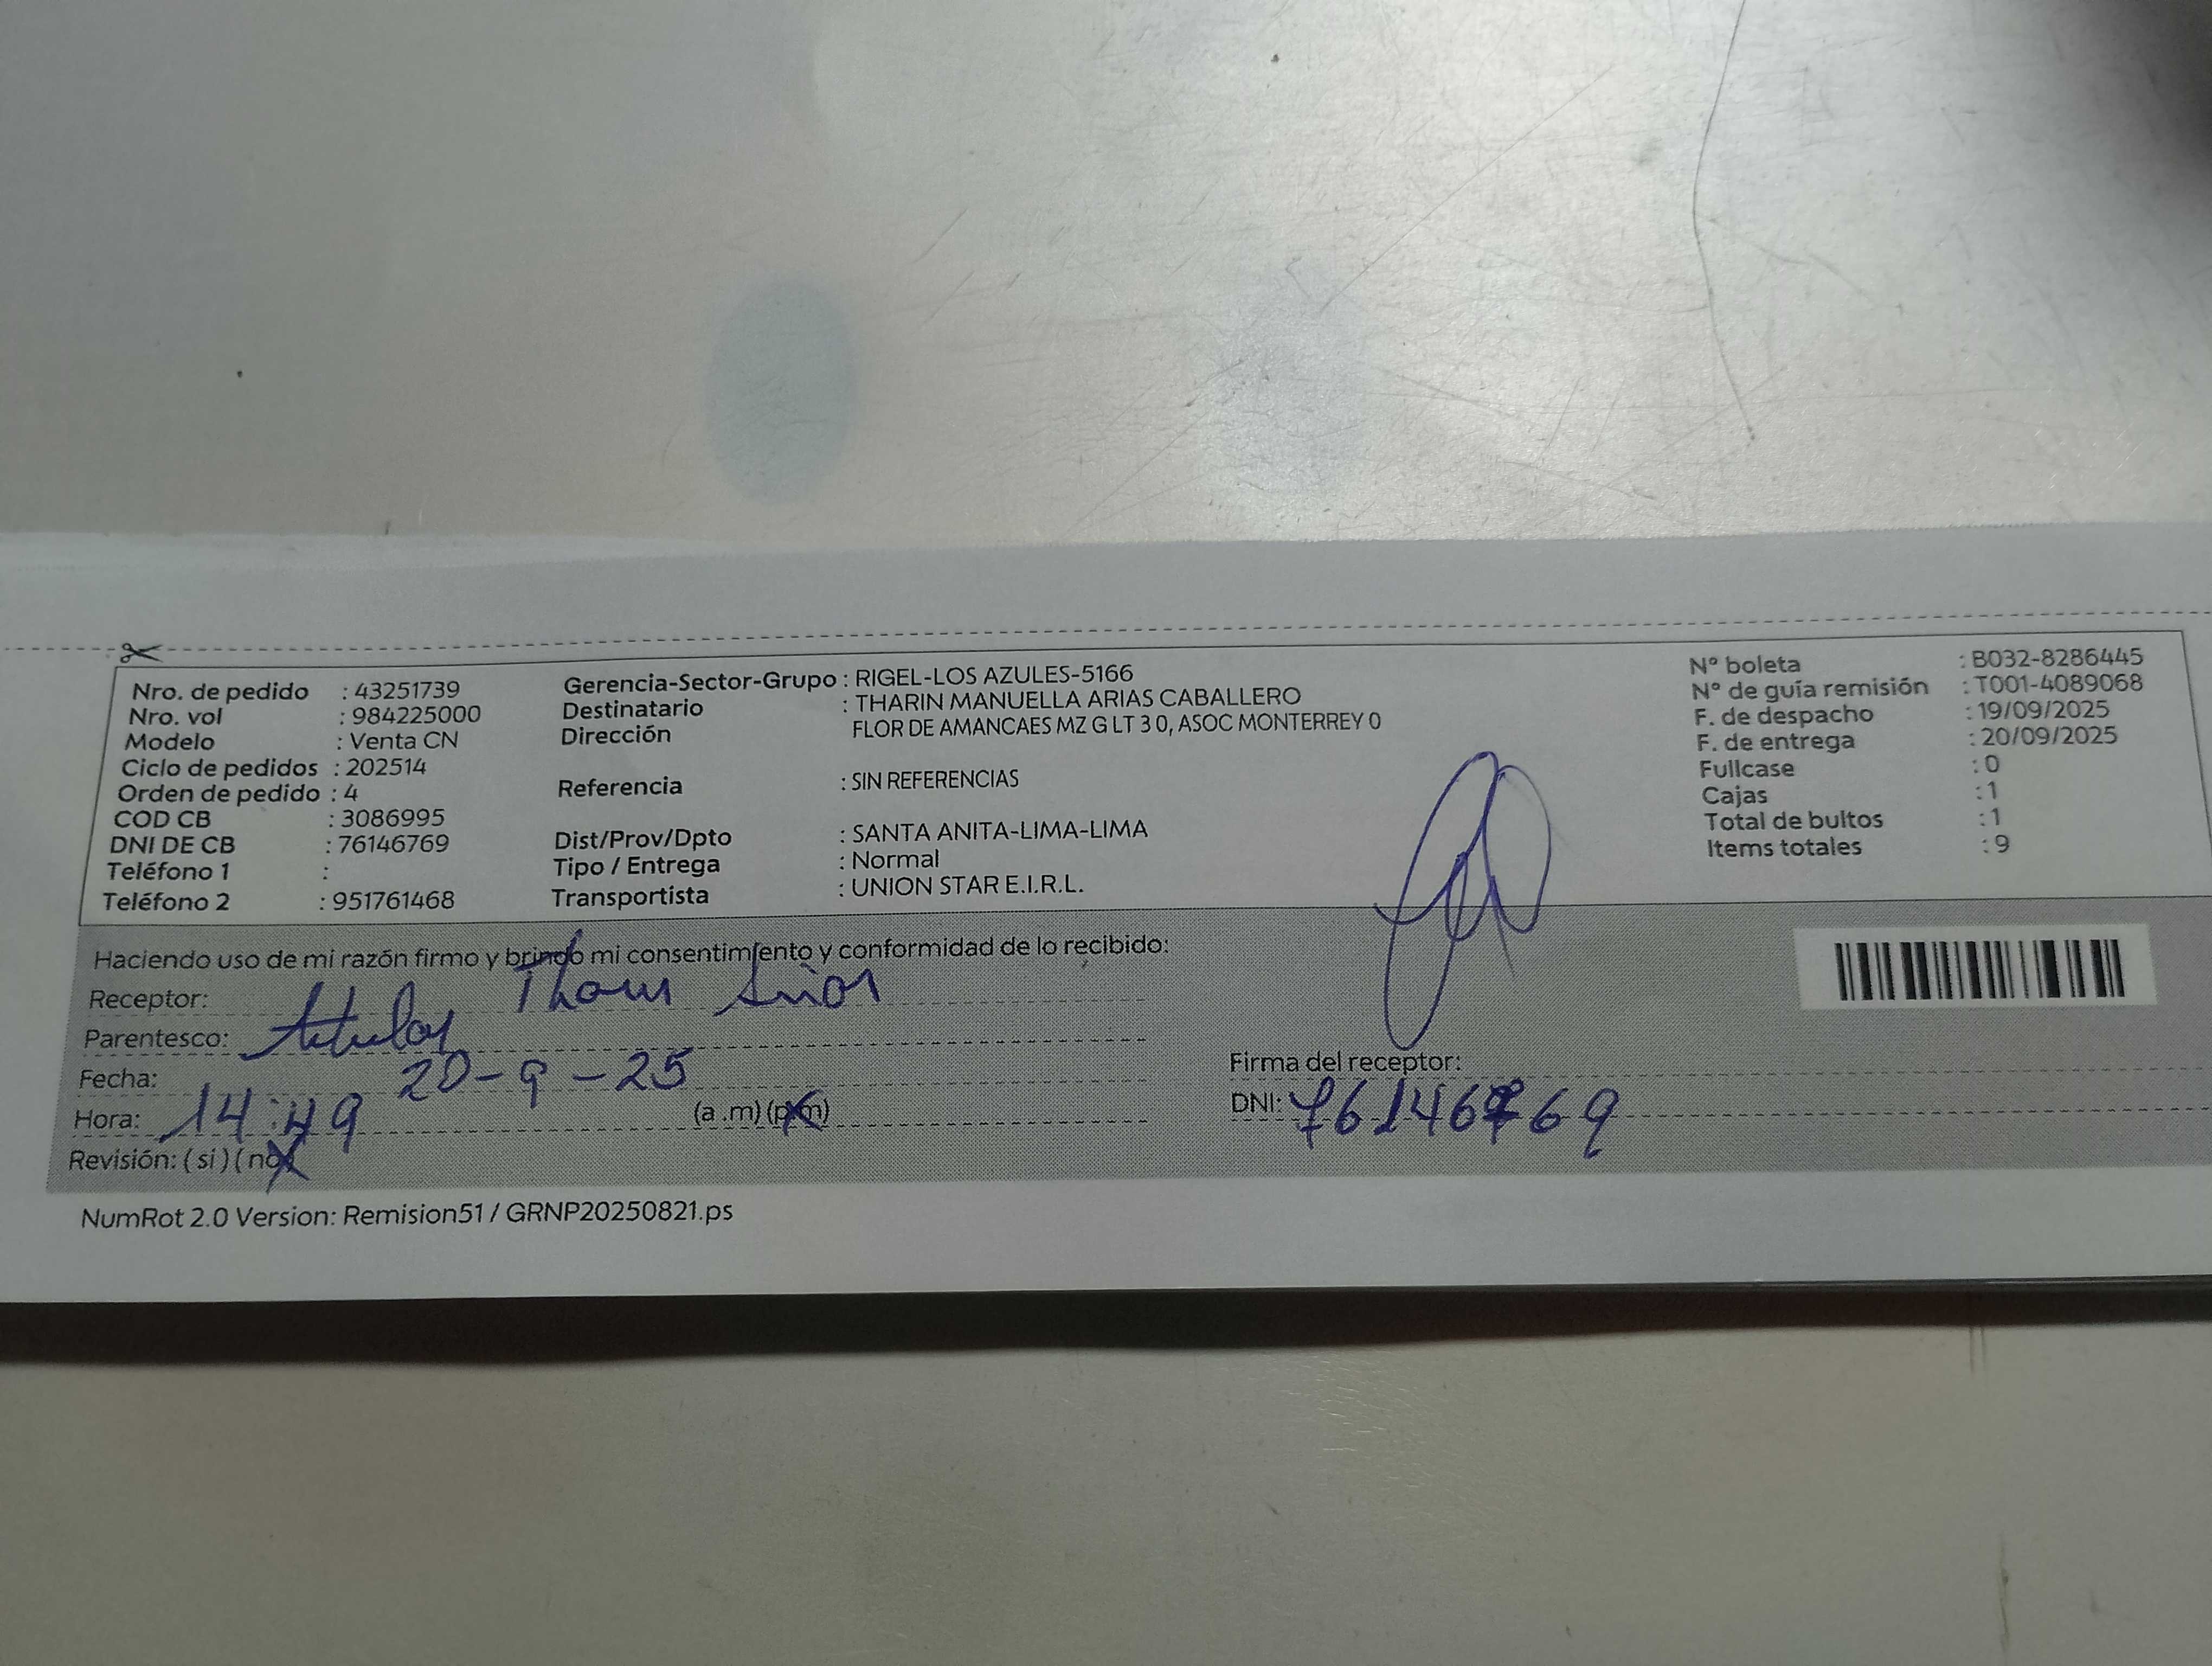 Nro. de pedido : 43251739
Nro. vol : 984225000
Modelo : Venta CN
Ciclo de pedidos : 202514
Orden de pedido : 4
COD CB : 3086995
DNI DE CB : 76146769
Teléfono 1 :
Teléfono 2 : 951761468
Gerencia-Sector-Grupo : RIGEL-LOS AZULES-5166
Destinatario : THARIN MANUELLA ARIAS CABALLERO
Dirección FLOR DE AMANCAES MZ G LT 3 0, ASOC MONTERREY 0
Referencia : SIN REFERENCIAS
Dist/Prov/Dpto : SANTA ANITA-LIMA-LIMA
Tipo / Entrega : Normal
Transportista : UNION STAR E.I.R.L.
N° boleta : B032-8286445
N° de guía remisión : T001-4089068
F. de despacho : 19/09/2025
F. de entrega : 20/09/2025
Fullcase : 0
Cajas : 1
Total de bultos : 1
Items totales : 9
Haciendo uso de mi razón firmo y brindo mi consentimiento y conformidad de lo recibido:
Receptor:
Parentesco: titular
Fecha: 20-9-25
Hora: 14:49 (a .m) (p.m)
Revisión: ( si ) ( no )
Firma del receptor:
DNI: 76146769
NumRot 2.0 Version: Remision51 / GRNP20250821.ps